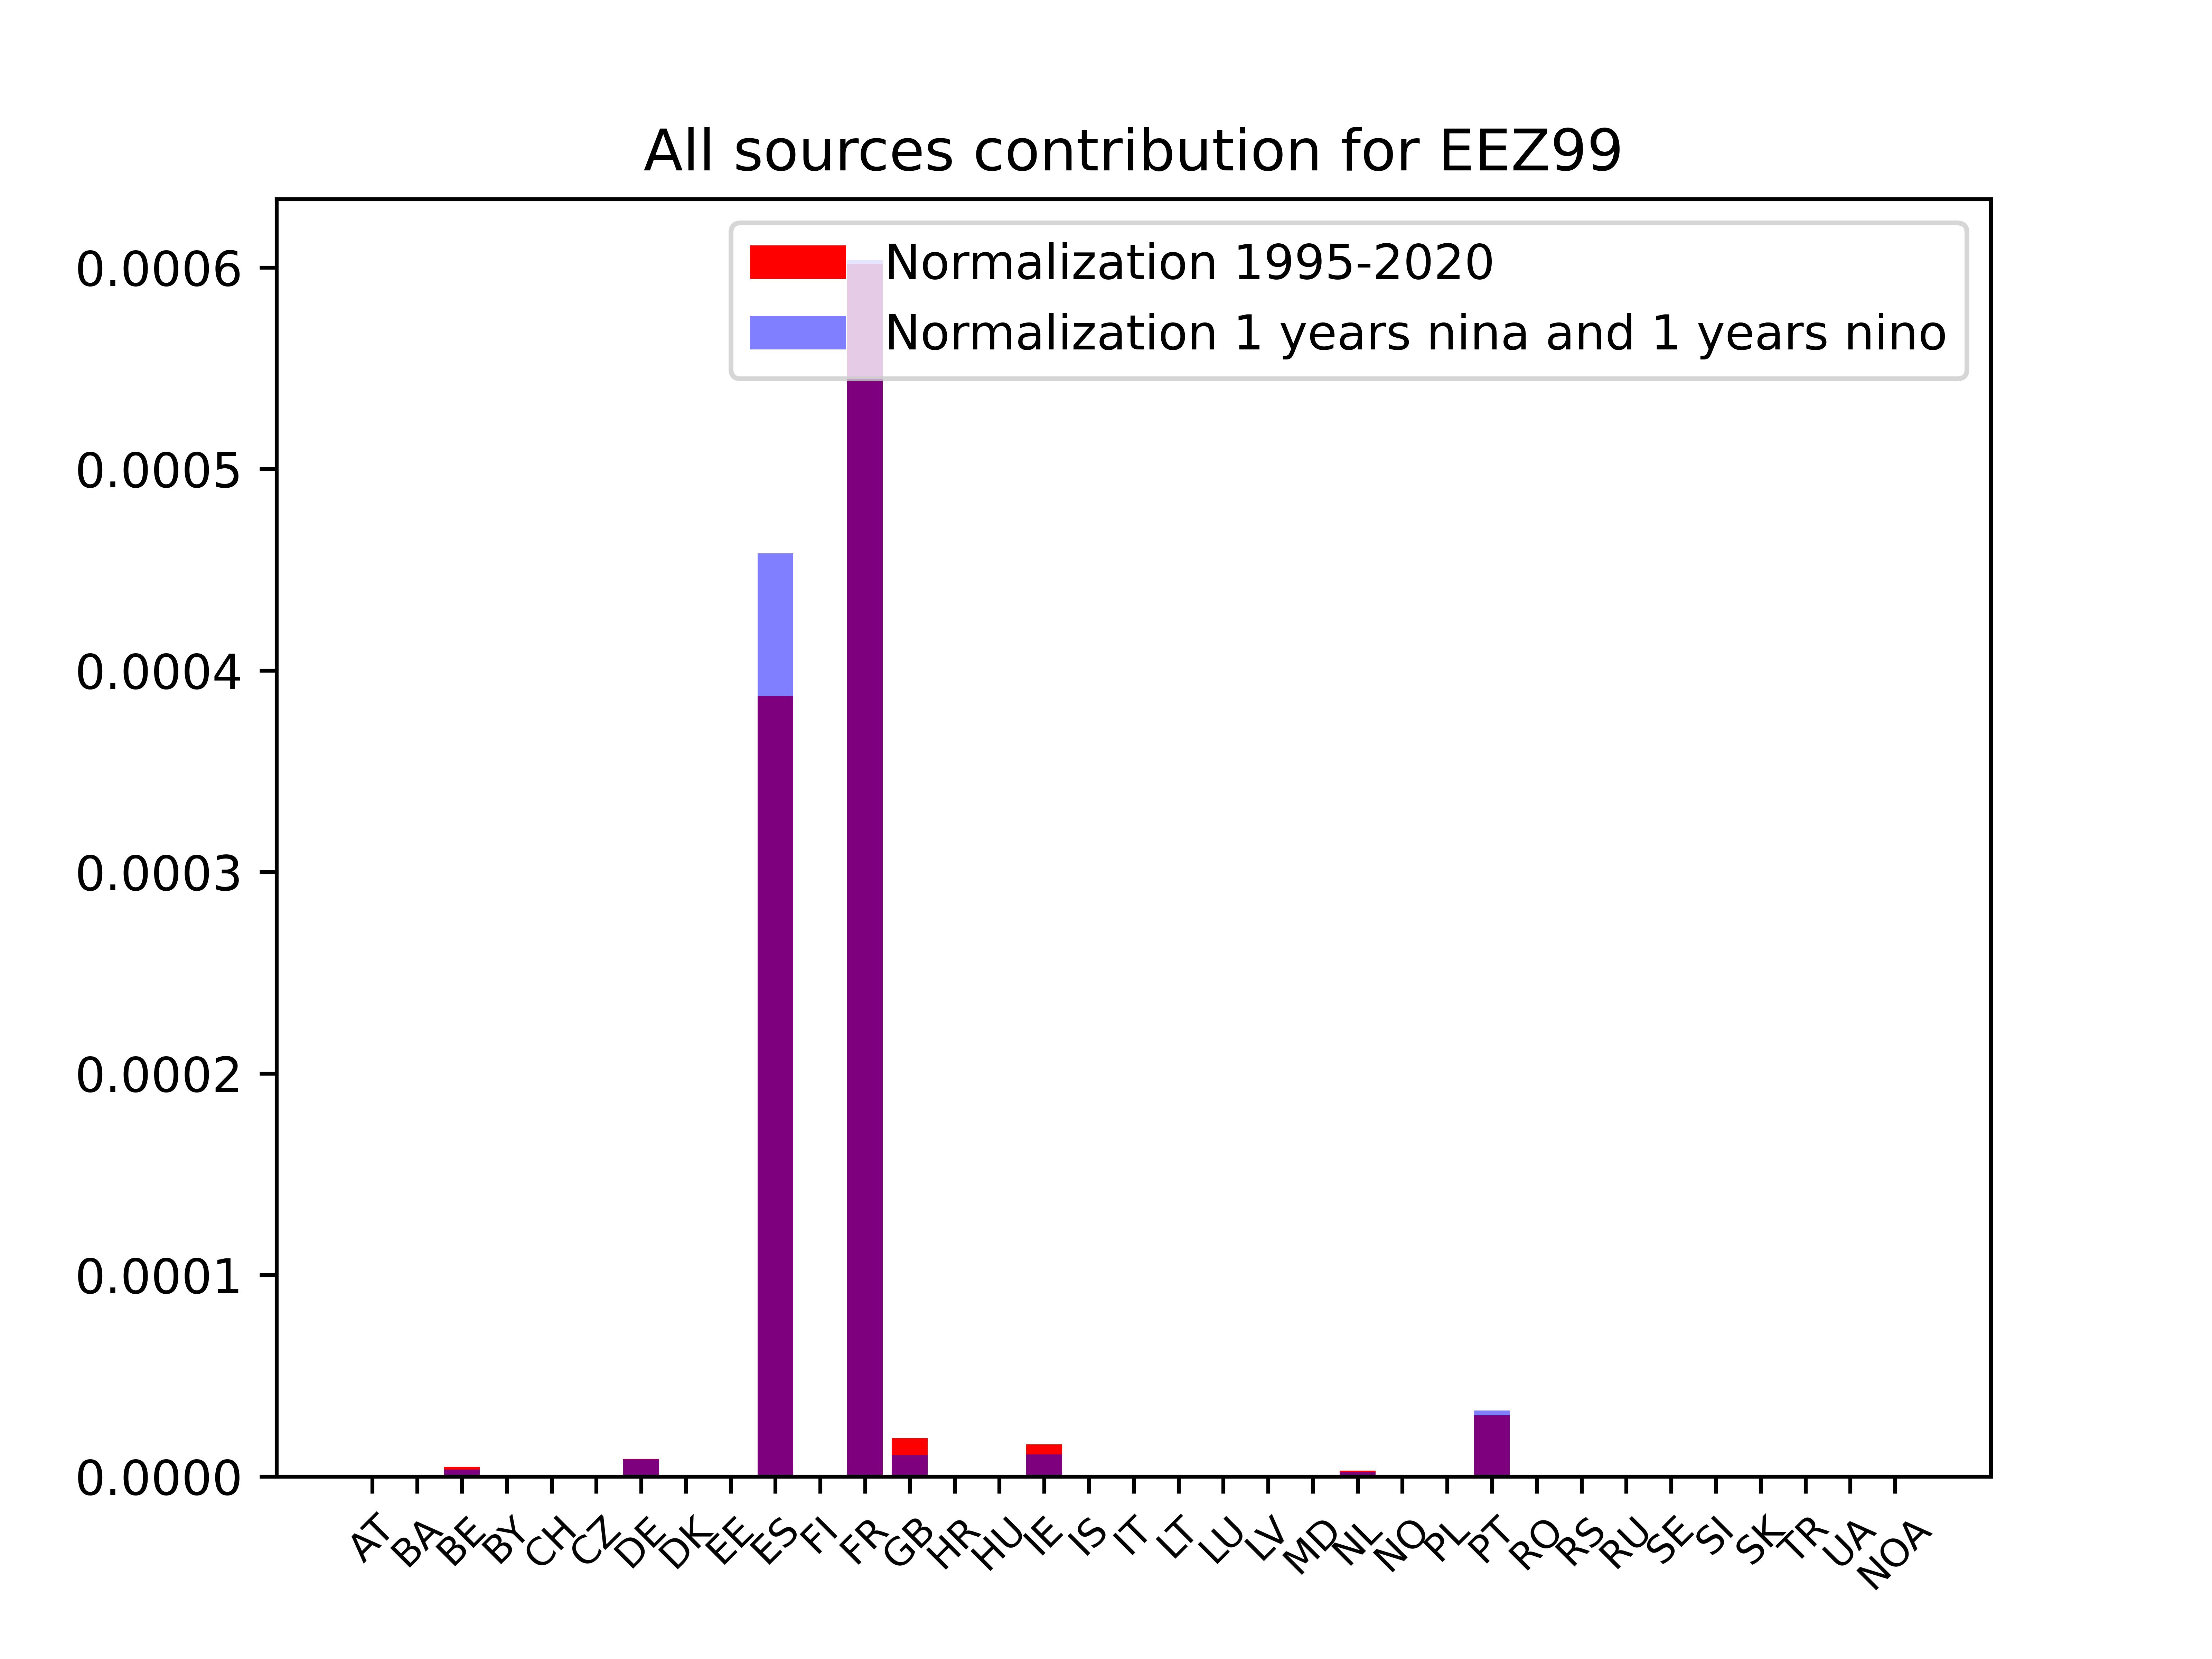 All sources contribution for EEZ99
Normalization 1995-2020
Normalization 1 years nina and 1 years nino
0.0006
0.0005
0.0004
0.0003
0.0002
0.0001
0.0000
AT BA BE BY CH CZ DE DK EE ES FI FR GB HR HU IE IS IT LT LU LV MD NL NO PL PT RO RS RU SE SI SK TR UA NOA